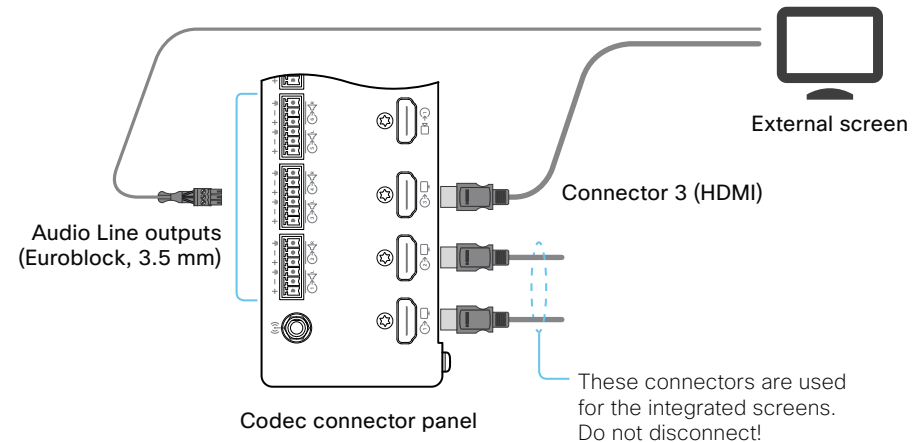 External screen
Connector 3 (HDMI)
Audio Line outputs
(Euroblock, 3.5 mm)
These connectors are used
for the integrated screens.
Do not disconnect!
Codec connector panel